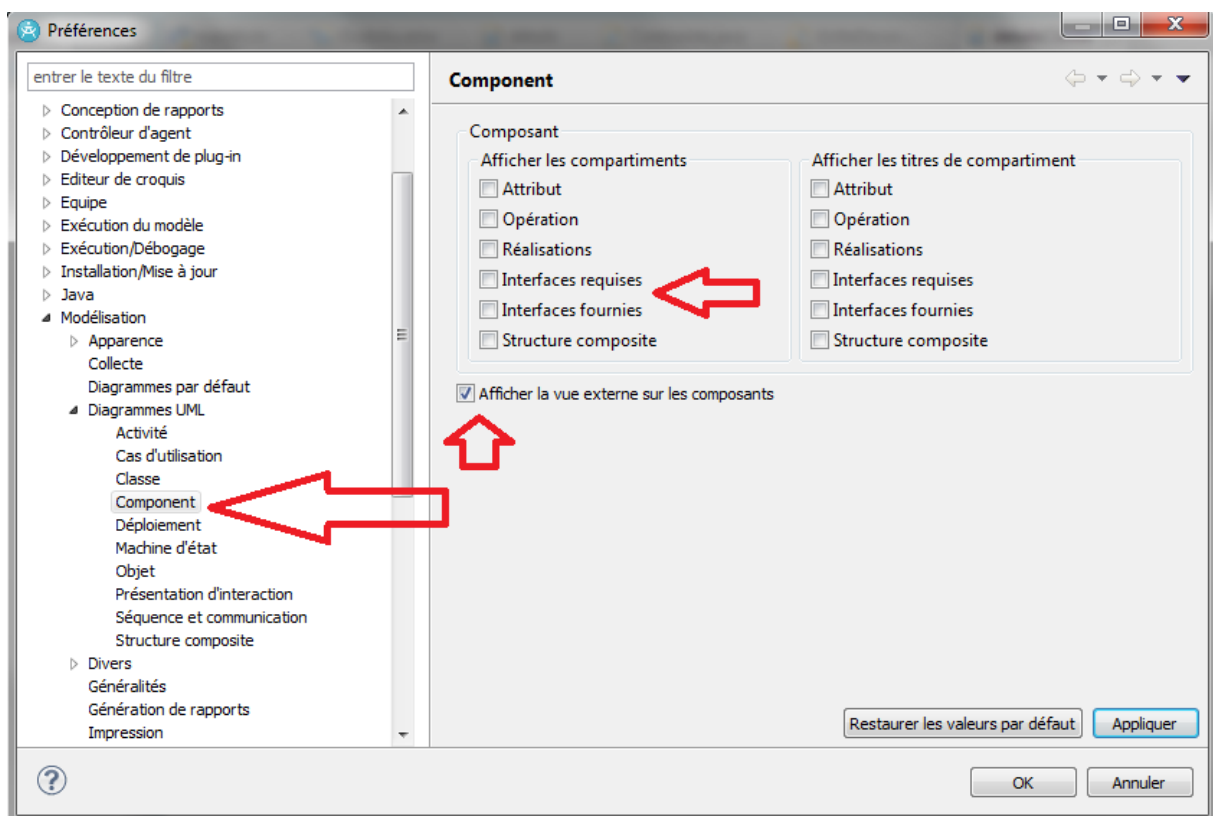 Préférences
entrer le texte du filtre
Conception de rapports
Contrôleur d'agent
Développement de plug-in
Editeur de croquis
Equipe
Exécution du modèle
Exécution/Débogage
Installation/Mise à jour
Java
Modélisation
Apparence
Collecte
Diagrammes par défaut
Diagrammes UML
Activité
Cas d'utilisation
Classe
Component
Déploiement
Machine d'état
Objet
Présentation d'interaction
Séquence et communication
Structure composite
Divers
Généralités
Génération de rapports
Impression
Component
Composant
Afficher les compartiments
Attribut
Opération
Réalisations
Interfaces requises
Interfaces fournies
Structure composite
Afficher les titres de compartiment
Attribut
Opération
Réalisations
Interfaces requises
Interfaces fournies
Structure composite
Afficher la vue externe sur les composants
Restaurer les valeurs par défaut
Appliquer
?
OK
Annuler